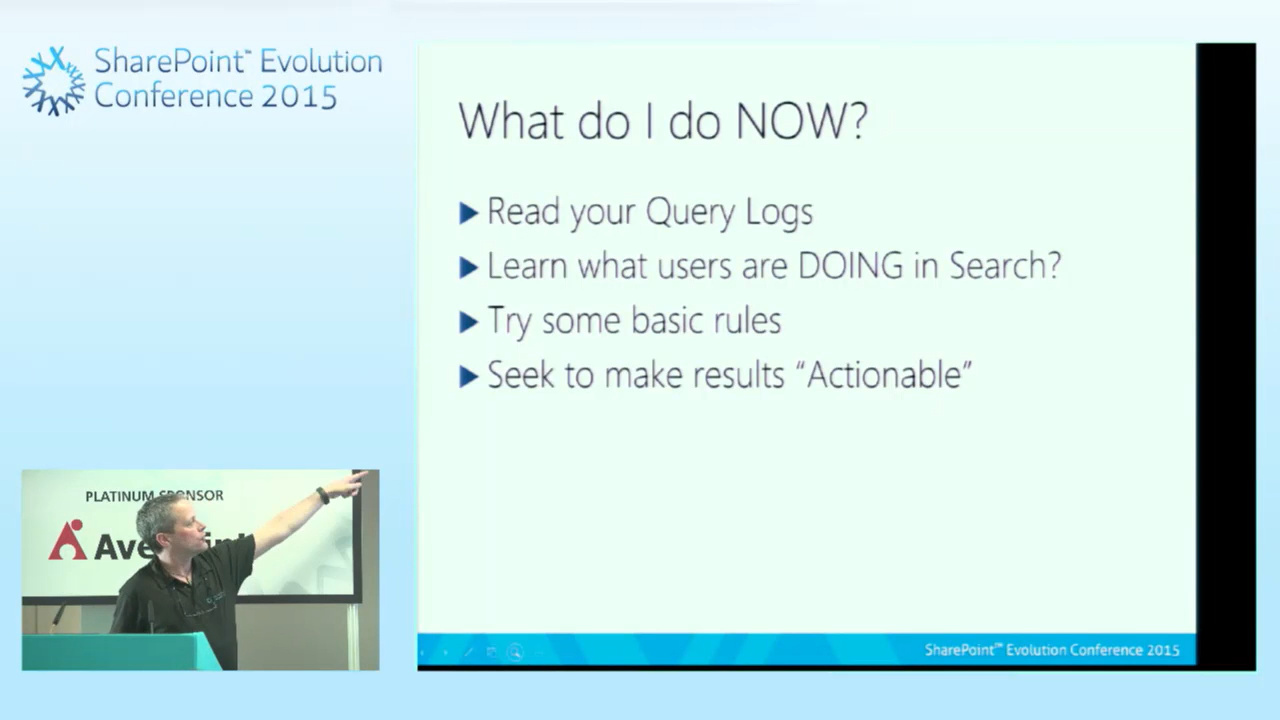 SharePoint™ Evolution
Conference 2015
What do I do NOW?
Read your Query Logs
Learn what users are DOING in Search?
Try some basic rules
Seek to make results “Actionable”
PLATINUM SPONSOR
SharePoint™ Evolution Conference 2015